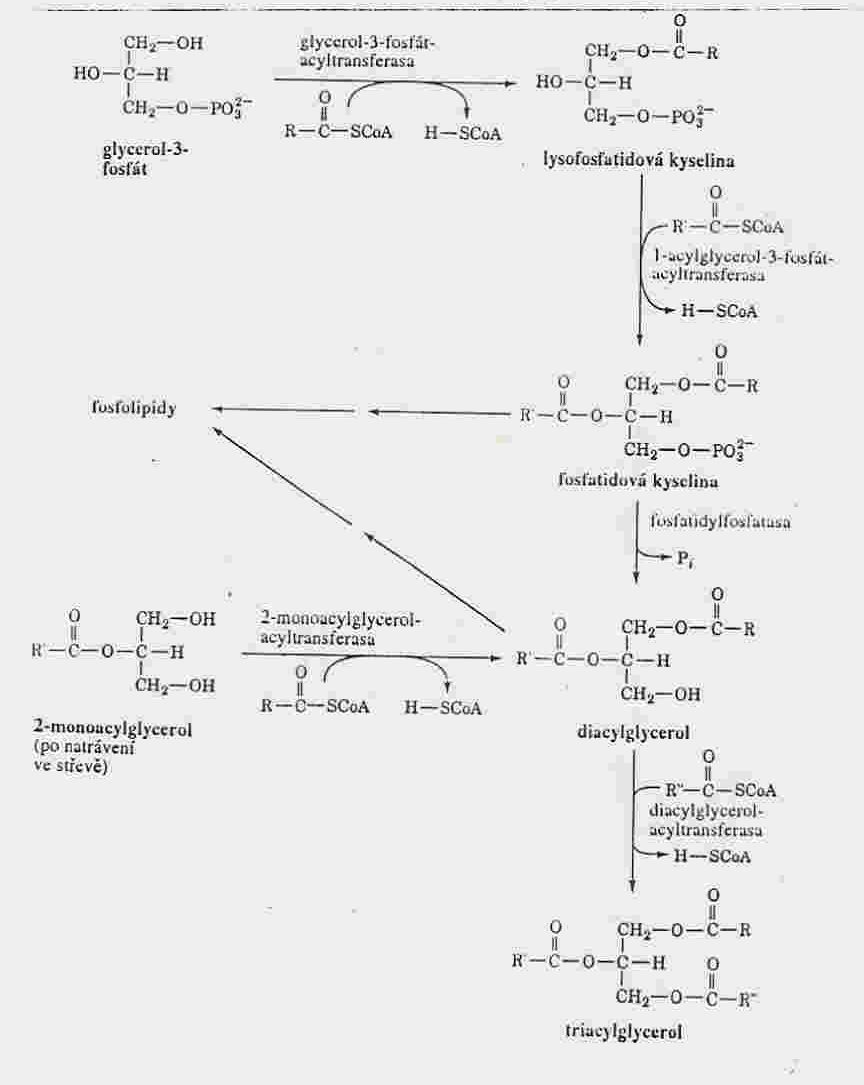 CH₂—OH
HO—C—H
CH₂—O—PO₃²⁻
glycerol-3-
fosfát
glycerol-3-fosfát-
acyltransferasa
O
R—C—SCoA
H—SCoA
O
CH₂—O—C—R
HO—C—H
CH₂—O—PO₃²⁻
lysofosfatidová kyselina
O
R'—C—SCoA
1-acylglycerol-3-fosfát-
acyltransferasa
H—SCoA
O
CH₂—O—C—R
O
R'—C—O—C—H
CH₂—O—PO₃²⁻
fosfatidová kyselina
fosfolipidy
fosfatidylfosfatasa
Pᵢ
O
CH₂—OH
R'—C—O—C—H
CH₂—OH
2-monoacylglycerol
(po natrávení
ve střevě)
2-monoacylglycerol-
acyltransferasa
O
R—C—SCoA
H—SCoA
O
CH₂—O—C—R
O
R'—C—O—C—H
CH₂—OH
diacylglycerol
O
R"—C—SCoA
diacylglycerol-
acyltransferasa
H—SCoA
O
CH₂—O—C—R
O
R'—C—O—C—H
O
CH₂—O—C—R"
triacylglycerol